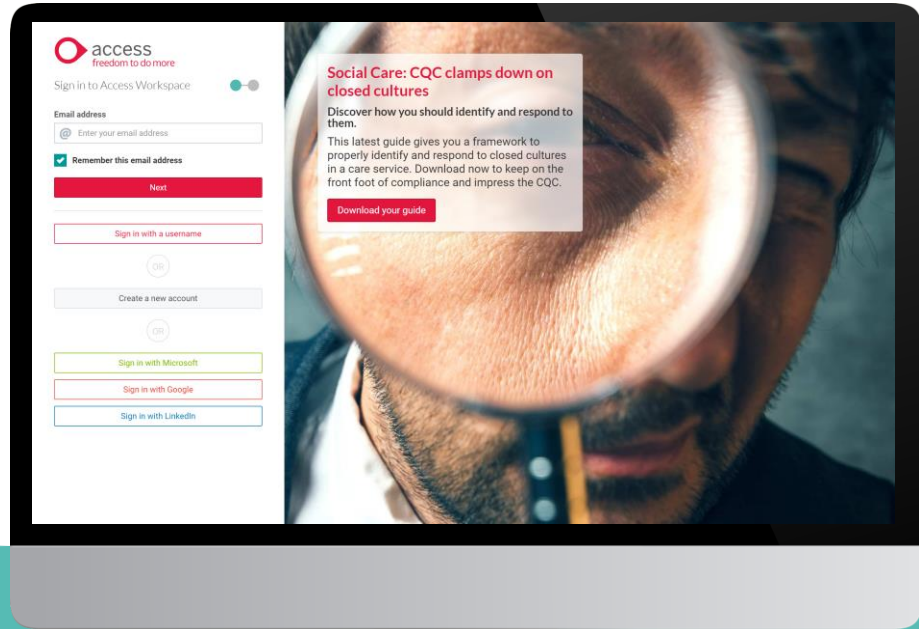 access
freedom to do more
Sign in to Access Workspace
Email address
@ Enter your email address
Remember this email address
Next
Sign in with a username
OR
Create a new account
OR
Sign in with Microsoft
Sign in with Google
Sign in with LinkedIn
Social Care: CQC clamps down on
closed cultures
Discover how you should identify and respond to
them.
This latest guide gives you a framework to
properly identify and respond to closed cultures
in a care service. Download now to keep on the
front foot of compliance and impress the CQC.
Download your guide